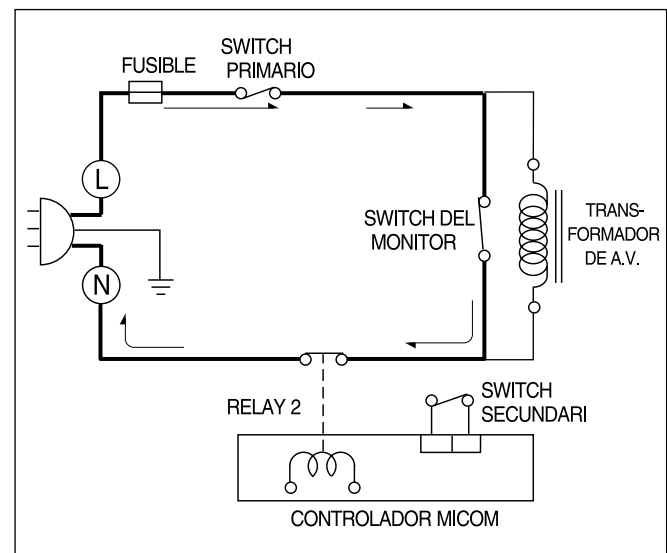 SWITCH
PRIMARIO
FUSIBLE
L
SWITCH DEL
MONITOR
TRANS-
FORMADOR
DE A.V.
N
RELAY 2
SWITCH
SECUNDARI
CONTROLADOR MICOM